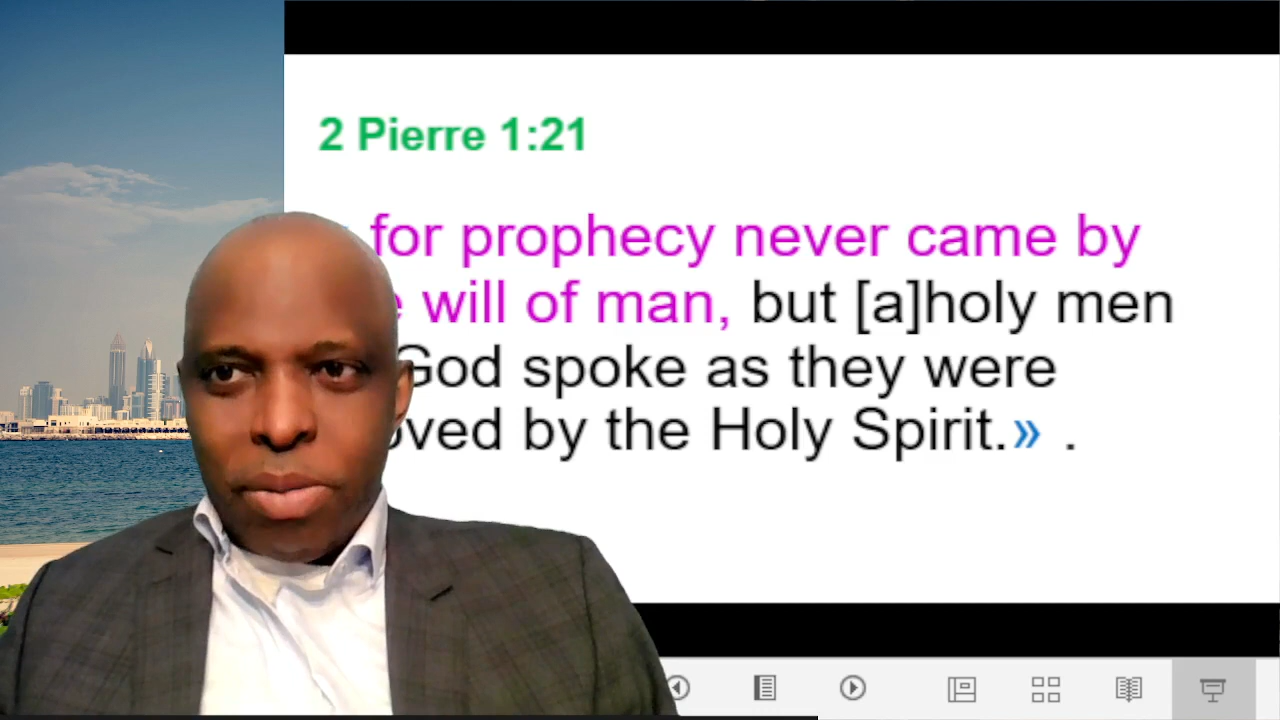 2 Pierre 1:21
for prophecy never came by
will of man, but [a]holy men
God spoke as they were
by the Holy Spirit.» .